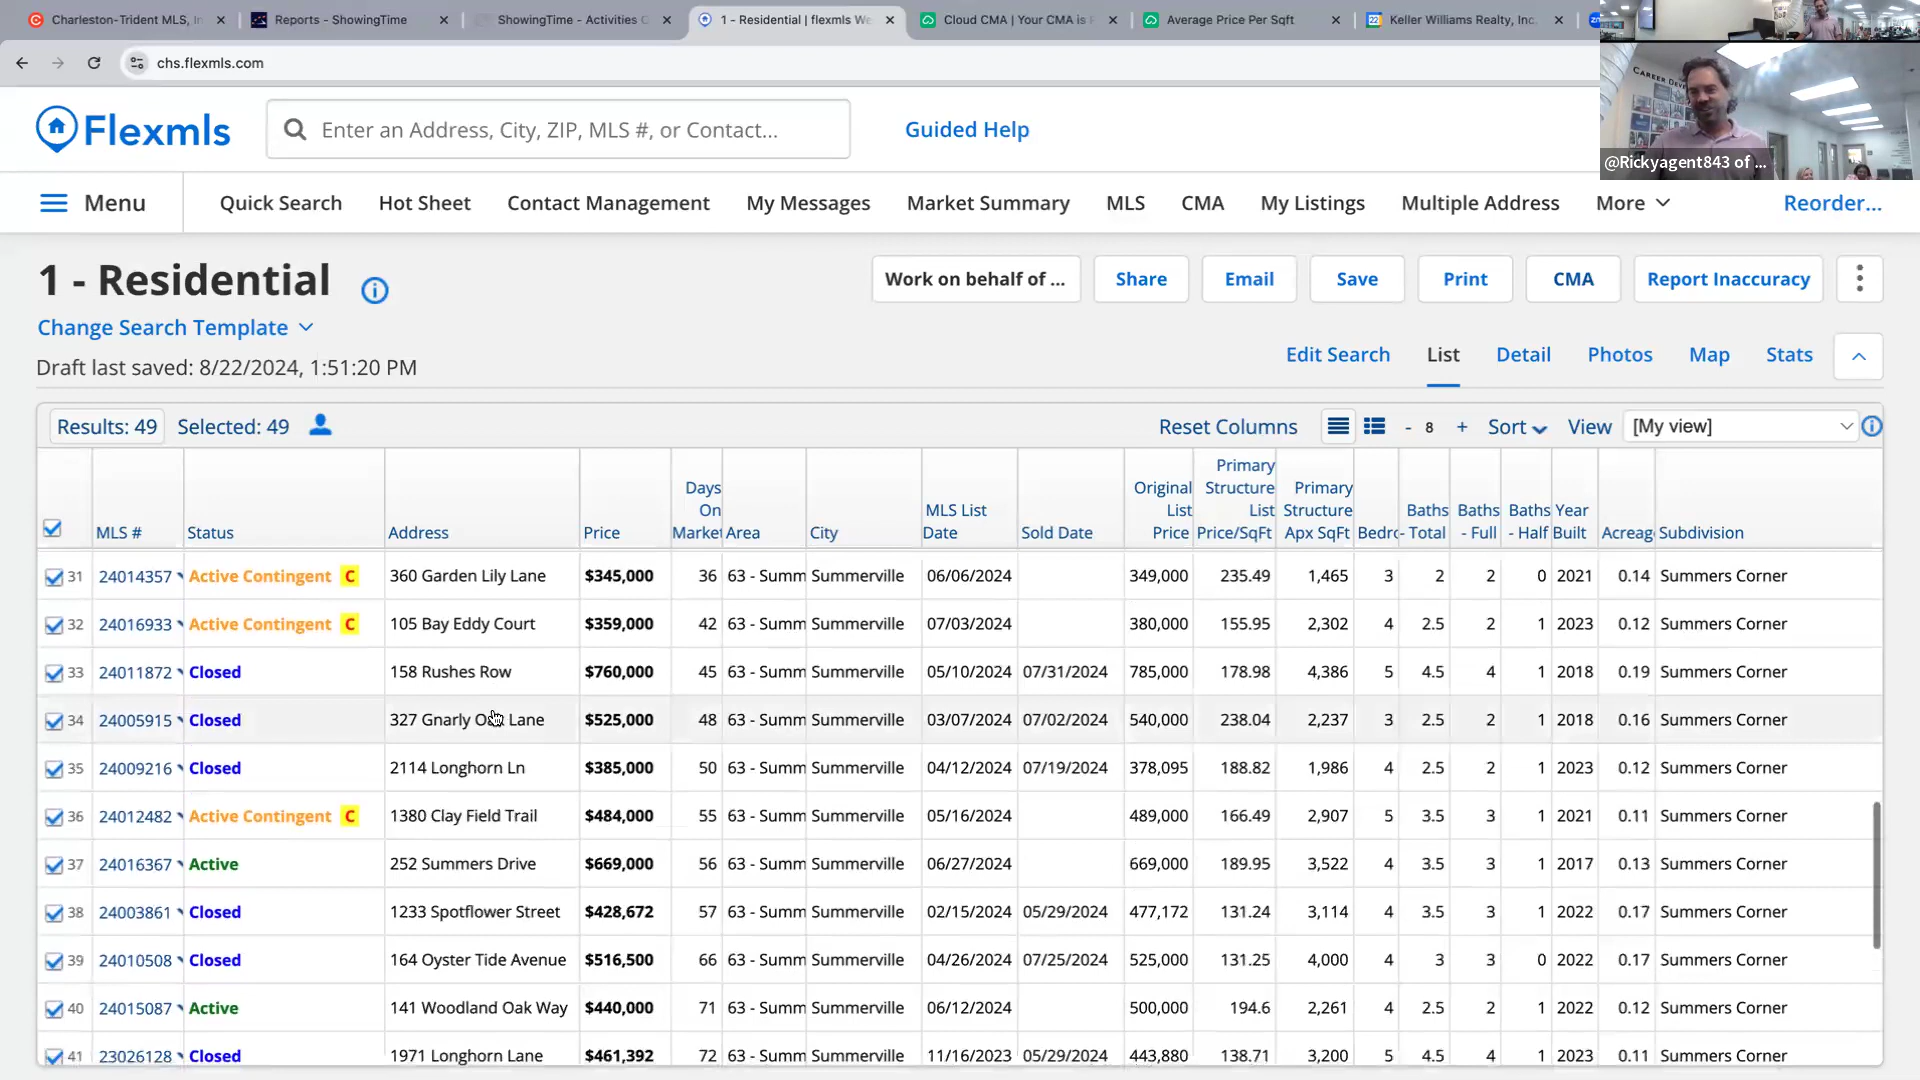 Charleston-Trident MLS, In
Reports - ShowingTime
ShowingTime - Activities C
1 - Residential | flexmls We
Cloud CMA | Your CMA is F
Average Price Per Sqft
Keller Williams Realty, Inc.
chs.flexmls.com
CAREER DEVE
@Rickyagent843 of ...
Flexmls
Enter an Address, City, ZIP, MLS #, or Contact...
Guided Help
Menu
Quick Search
Hot Sheet
Contact Management
My Messages
Market Summary
MLS
CMA
My Listings
Multiple Address
More
Reorder...
1 - Residential
Work on behalf of ...
Share
Email
Save
Print
CMA
Report Inaccuracy
Change Search Template
Draft last saved: 8/22/2024, 1:51:20 PM
Edit Search
List
Detail
Photos
Map
Stats
Results: 49
Selected: 49
Reset Columns
- 8 +
Sort
View
[My view]
MLS # Status Address Price Days On Market Area City MLS List Date Sold Date Original List Price Primary Structure List Price/SqFt Primary Structure Apx SqFt Bedrc Baths - Total Baths - Full Baths - Half Year Built Acreag Subdivision
31 24014357 Active Contingent C 360 Garden Lily Lane $345,000 36 63 - Summ Summerville 06/06/2024 349,000 235.49 1,465 3 2 2 0 2021 0.14 Summers Corner
32 24016933 Active Contingent C 105 Bay Eddy Court $359,000 42 63 - Summ Summerville 07/03/2024 380,000 155.95 2,302 4 2.5 2 1 2023 0.12 Summers Corner
33 24011872 Closed 158 Rushes Row $760,000 45 63 - Summ Summerville 05/10/2024 07/31/2024 785,000 178.98 4,386 5 4.5 4 1 2018 0.19 Summers Corner
34 24005915 Closed 327 Gnarly Oak Lane $525,000 48 63 - Summ Summerville 03/07/2024 07/02/2024 540,000 238.04 2,237 3 2.5 2 1 2018 0.16 Summers Corner
35 24009216 Closed 2114 Longhorn Ln $385,000 50 63 - Summ Summerville 04/12/2024 07/19/2024 378,095 188.82 1,986 4 2.5 2 1 2023 0.12 Summers Corner
36 24012482 Active Contingent C 1380 Clay Field Trail $484,000 55 63 - Summ Summerville 05/16/2024 489,000 166.49 2,907 5 3.5 3 1 2021 0.11 Summers Corner
37 24016367 Active 252 Summers Drive $669,000 56 63 - Summ Summerville 06/27/2024 669,000 189.95 3,522 4 3.5 3 1 2017 0.13 Summers Corner
38 24003861 Closed 1233 Spotflower Street $428,672 57 63 - Summ Summerville 02/15/2024 05/29/2024 477,172 131.24 3,114 4 3.5 3 1 2022 0.17 Summers Corner
39 24010508 Closed 164 Oyster Tide Avenue $516,500 66 63 - Summ Summerville 04/26/2024 07/25/2024 525,000 131.25 4,000 4 3 3 0 2022 0.17 Summers Corner
40 24015087 Active 141 Woodland Oak Way $440,000 71 63 - Summ Summerville 06/12/2024 500,000 194.6 2,261 4 2.5 2 1 2022 0.12 Summers Corner
41 23026128 Closed 1971 Longhorn Lane $461,392 72 63 - Summ Summerville 11/16/2023 05/29/2024 443,880 138.71 3,200 5 4.5 4 1 2023 0.11 Summers Corner